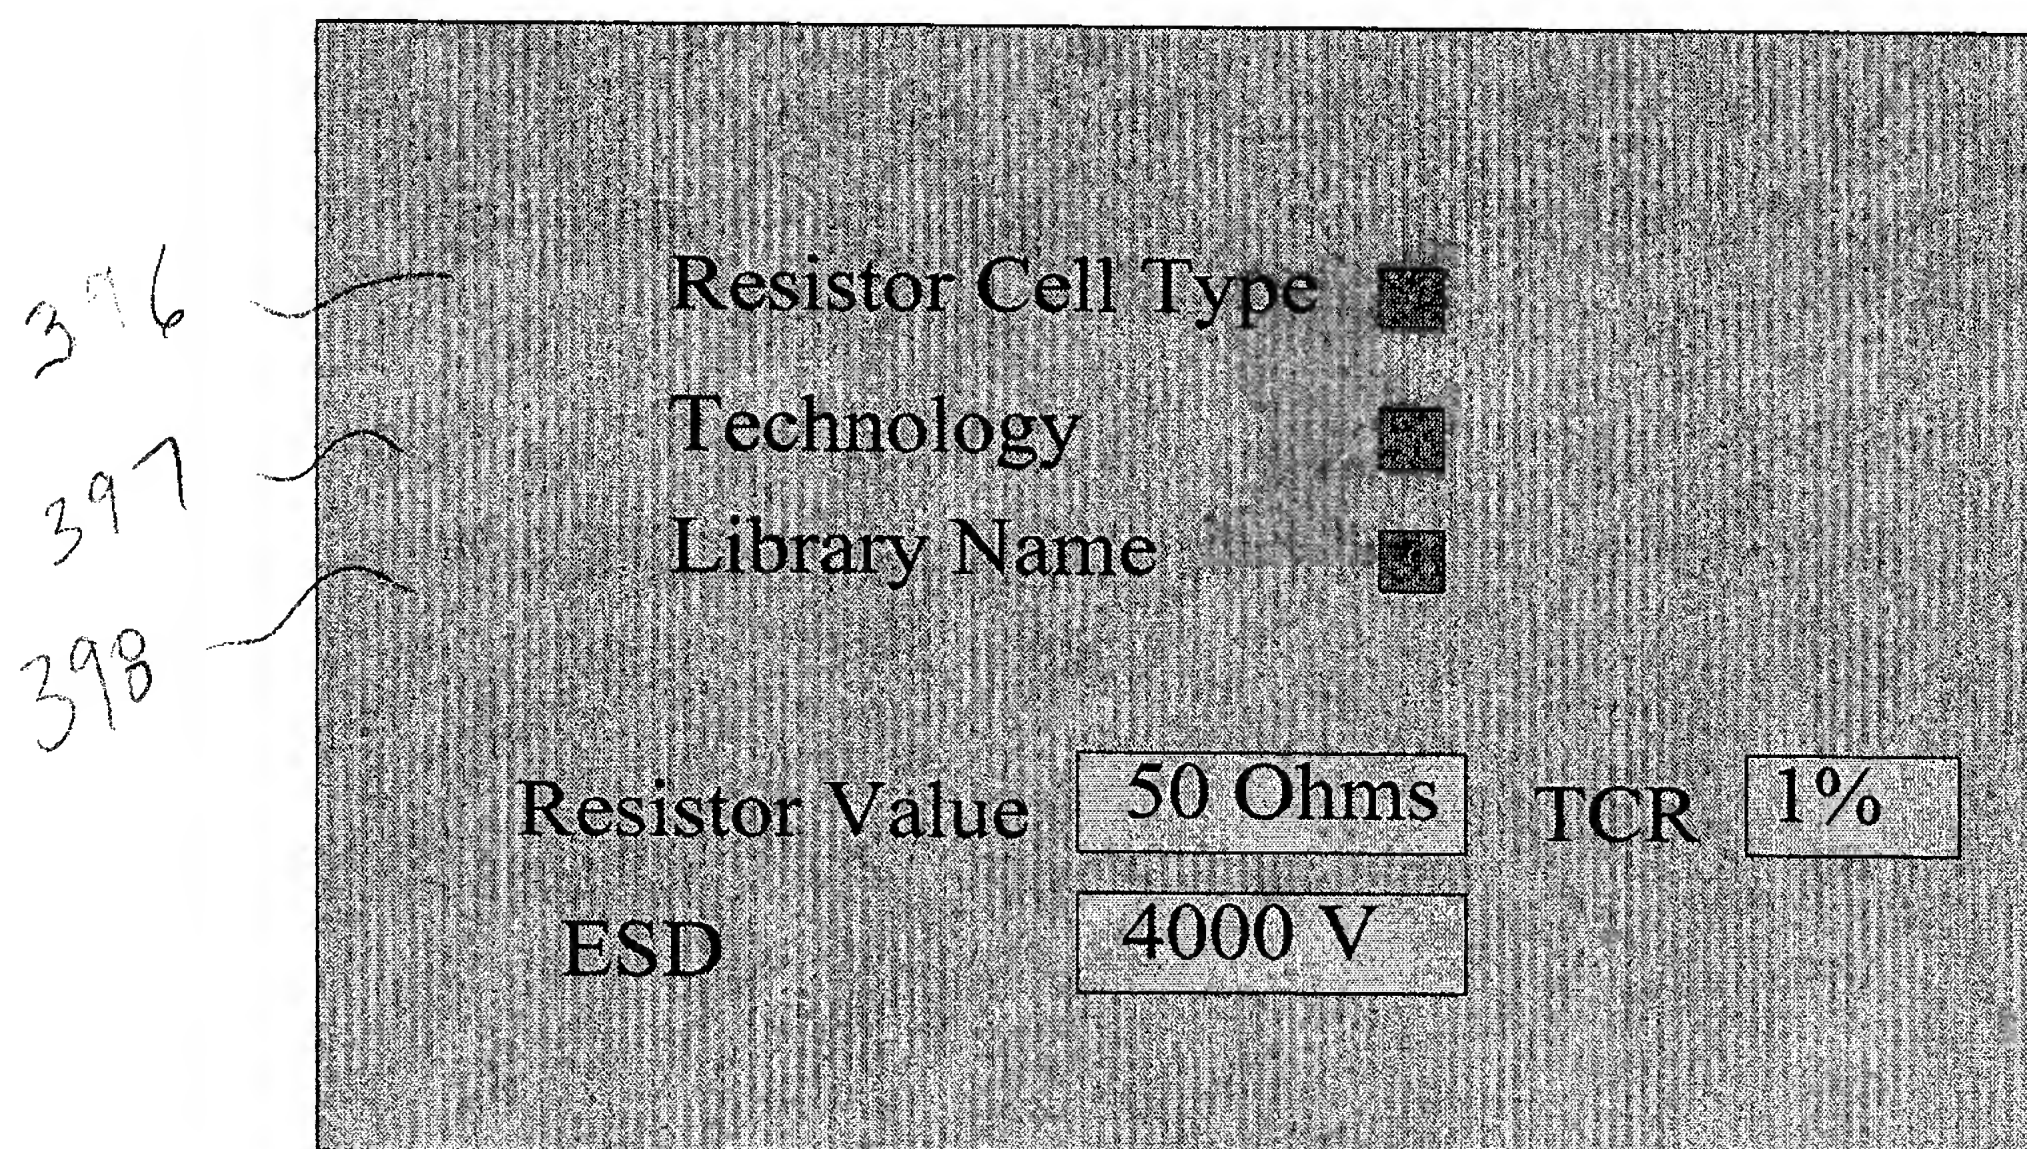 396 Resistor Cell Type
397 Technology
398 Library Name
Resistor Value 50 Ohms TCR 1%
ESD 4000 V